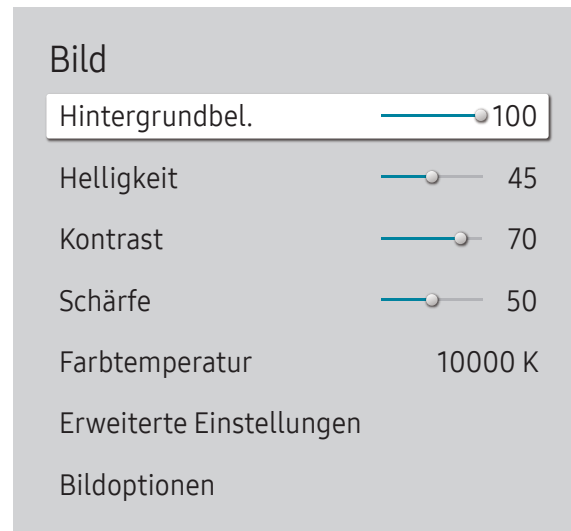 Bild
Hintergrundbel. 100
Helligkeit 45
Kontrast 70
Schärfe 50
Farbtemperatur 10000 K
Erweiterte Einstellungen
Bildoptionen